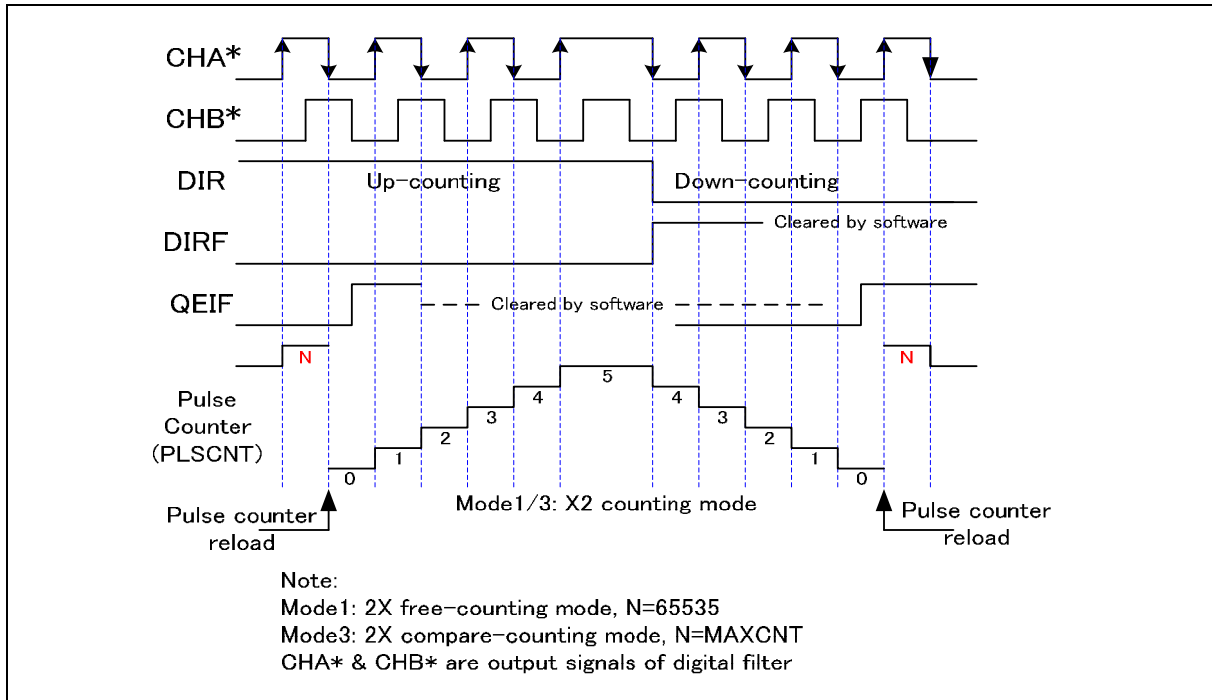 CHA*
CHB*
DIR
Up-counting
Down-counting
DIRF
Cleared by software
QEIF
Cleared by software
N
N
Pulse
Counter
(PLSCNT)
0
1
2
3
4
5
4
3
2
1
0
Mode1/3: X2 counting mode
Pulse counter
reload
Pulse counter
reload
Note:
Mode1: 2X free-counting mode, N=65535
Mode3: 2X compare-counting mode, N=MAXCNT
CHA* & CHB* are output signals of digital filter